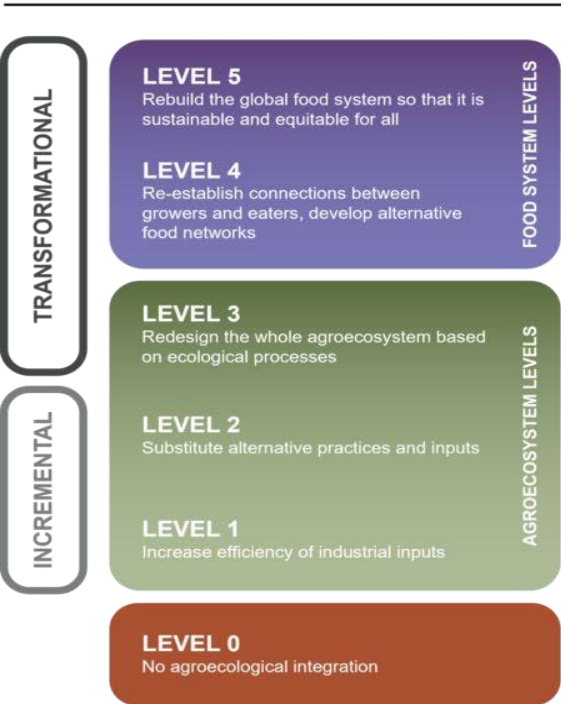 TRANSFORMATIONAL
INCREMENTAL
LEVEL 5
Rebuild the global food system so that it is
sustainable and equitable for all
LEVEL 4
Re-establish connections between
growers and eaters, develop alternative
food networks
FOOD SYSTEM LEVELS
LEVEL 3
Redesign the whole agroecosystem based
on ecological processes
LEVEL 2
Substitute alternative practices and inputs
LEVEL 1
Increase efficiency of industrial inputs
AGROECOSYSTEM LEVELS
LEVEL 0
No agroecological integration